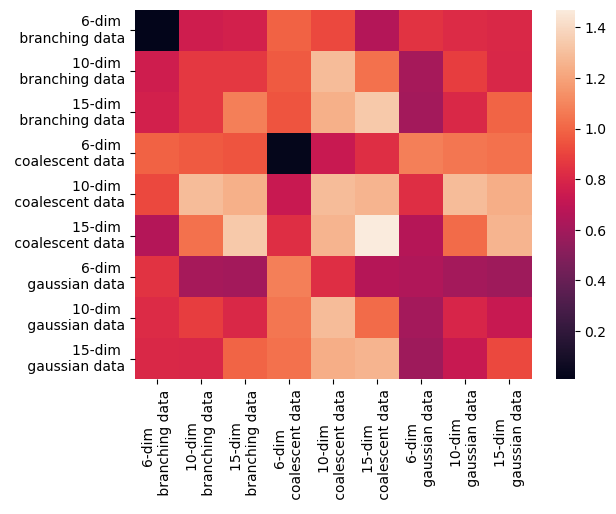 6-dim
branching data
10-dim
branching data
15-dim
branching data
6-dim
coalescent data
10-dim
coalescent data
15-dim
coalescent data
6-dim
gaussian data
10-dim
gaussian data
15-dim
gaussian data
1.4
1.2
1.0
0.8
0.6
0.4
0.2
6-dim
branching data
10-dim
branching data
15-dim
branching data
6-dim
coalescent data
10-dim
coalescent data
15-dim
coalescent data
6-dim
gaussian data
10-dim
gaussian data
15-dim
gaussian data